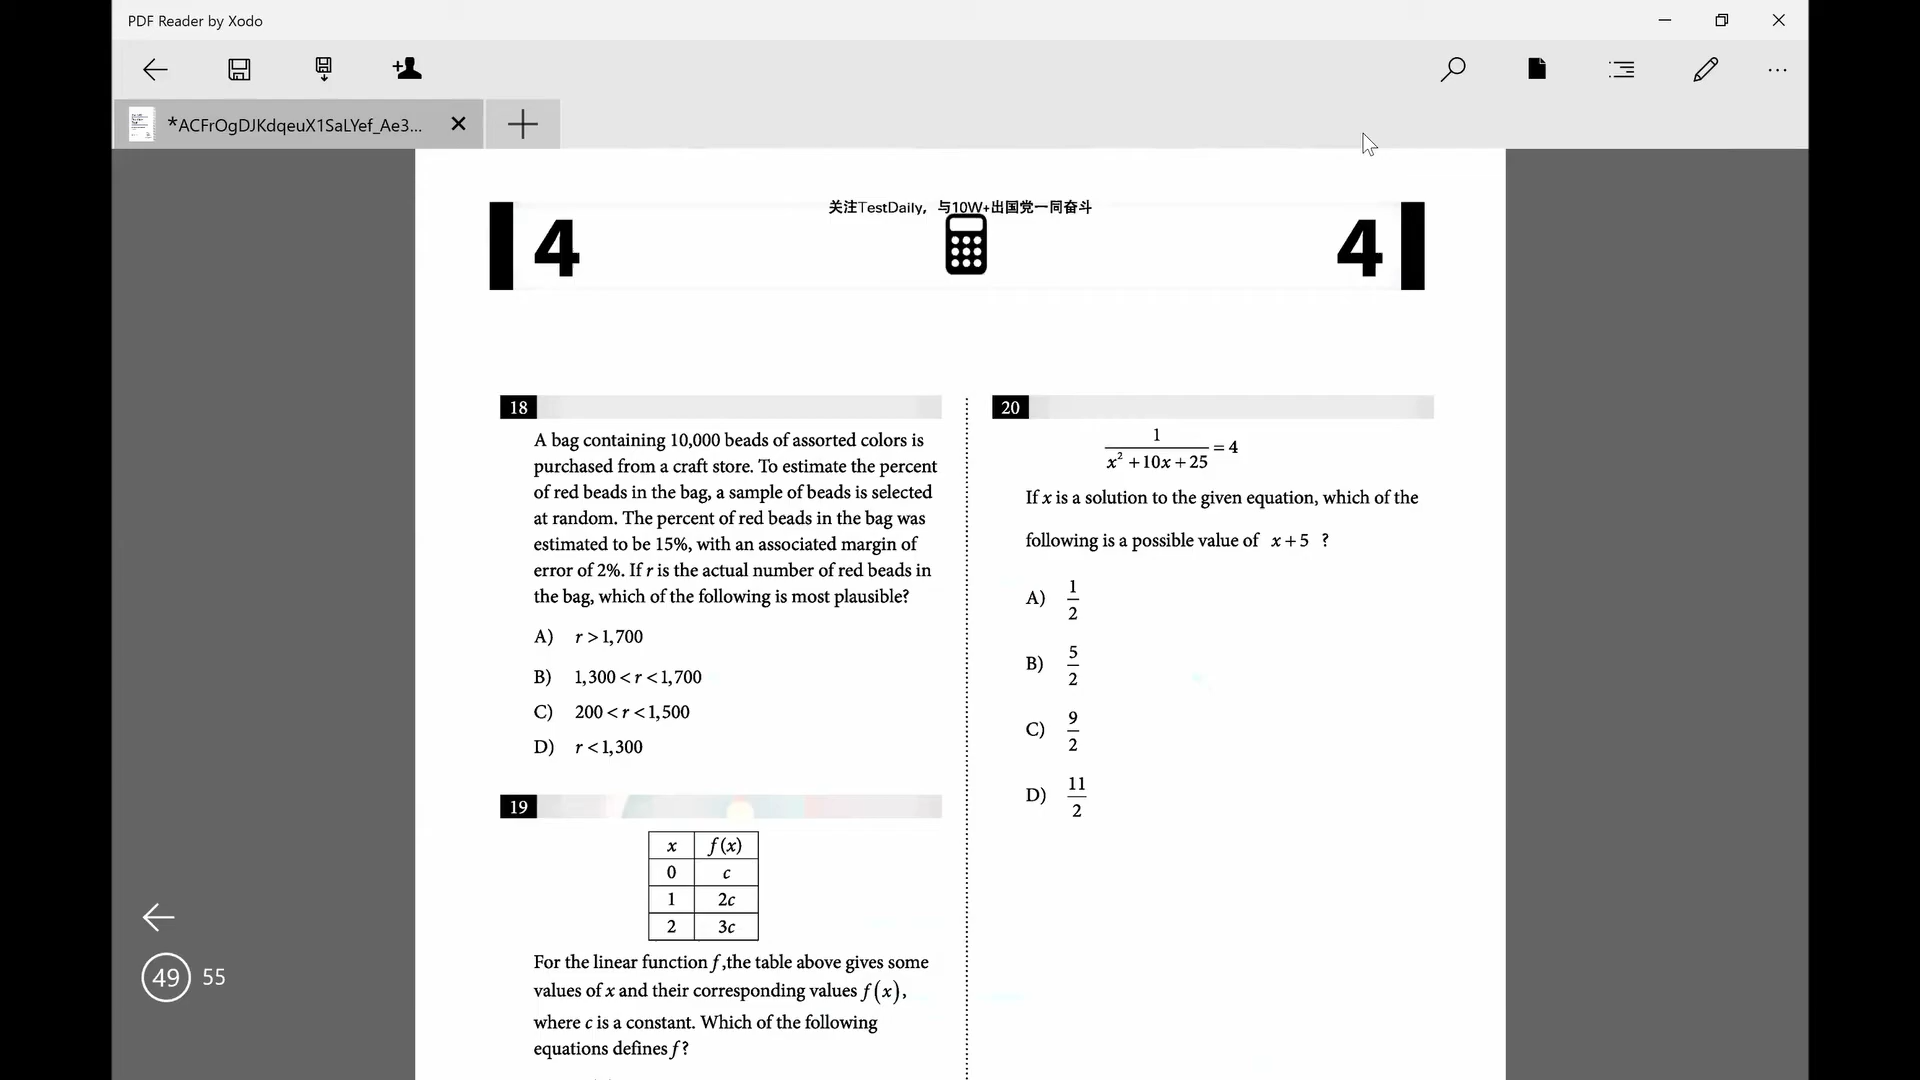 PDF Reader by Xodo
*ACFrOgDJKdqeuX1SaLYef_Ae3...
关注TestDaily，与10W+出国党一同奋斗
4
4
18
A bag containing 10,000 beads of assorted colors is
purchased from a craft store. To estimate the percent
of red beads in the bag, a sample of beads is selected
at random. The percent of red beads in the bag was
estimated to be 15%, with an associated margin of
error of 2%. If r is the actual number of red beads in
the bag, which of the following is most plausible?
A) r > 1,700
B) 1,300 < r < 1,700
C) 200 < r < 1,500
D) r < 1,300
19
x f(x)
0 c
1 2c
2 3c
For the linear function f ,the table above gives some
values of x and their corresponding values f(x),
where c is a constant. Which of the following
equations defines f ?
20
1
x² + 10x + 25 = 4
If x is a solution to the given equation, which of the
following is a possible value of x + 5 ?
A) 1/2
B) 5/2
C) 9/2
D) 11/2
49 55